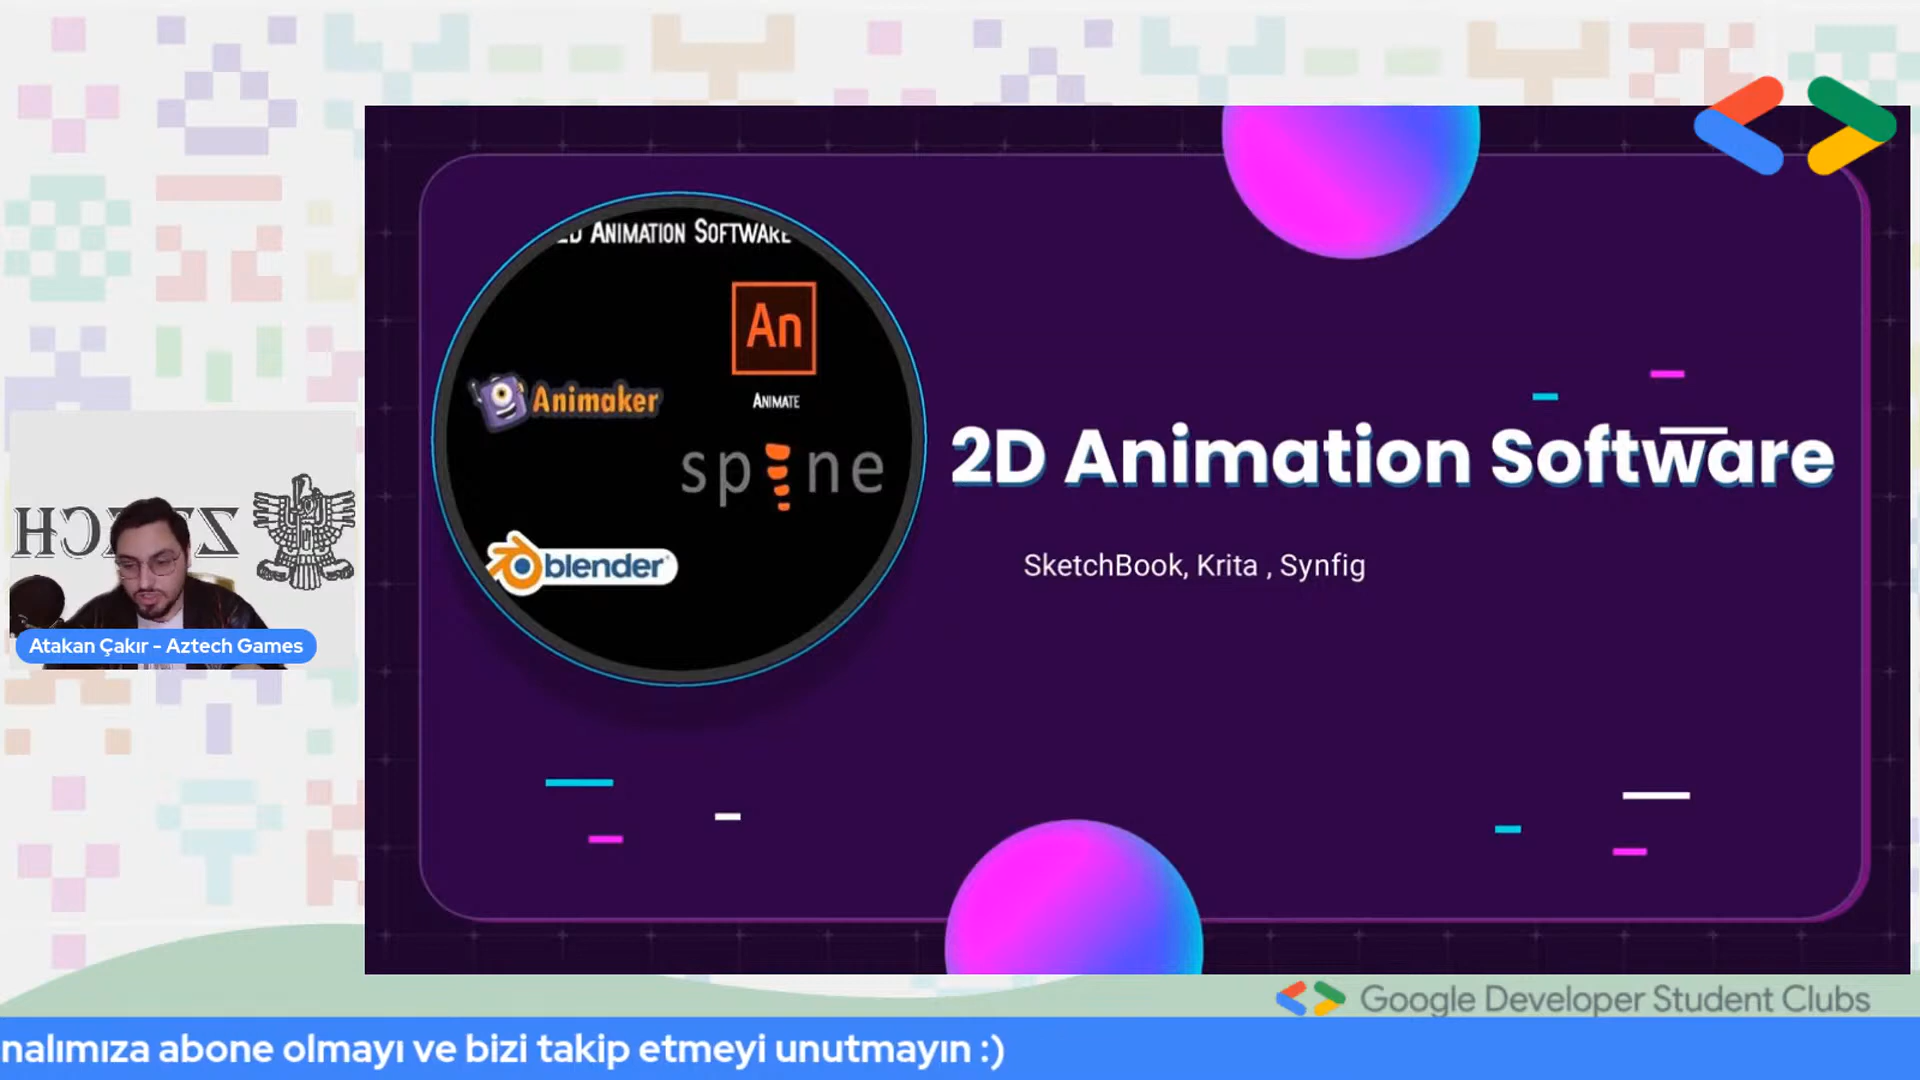 2D ANIMATION SOFTWARE
An
ANIMATE
Animaker
spine
blender
2D Animation Software
SketchBook, Krita , Synfig
Atakan Çakır - Aztech Games
Google Developer Student Clubs
nalımıza abone olmayı ve bizi takip etmeyi unutmayın :)